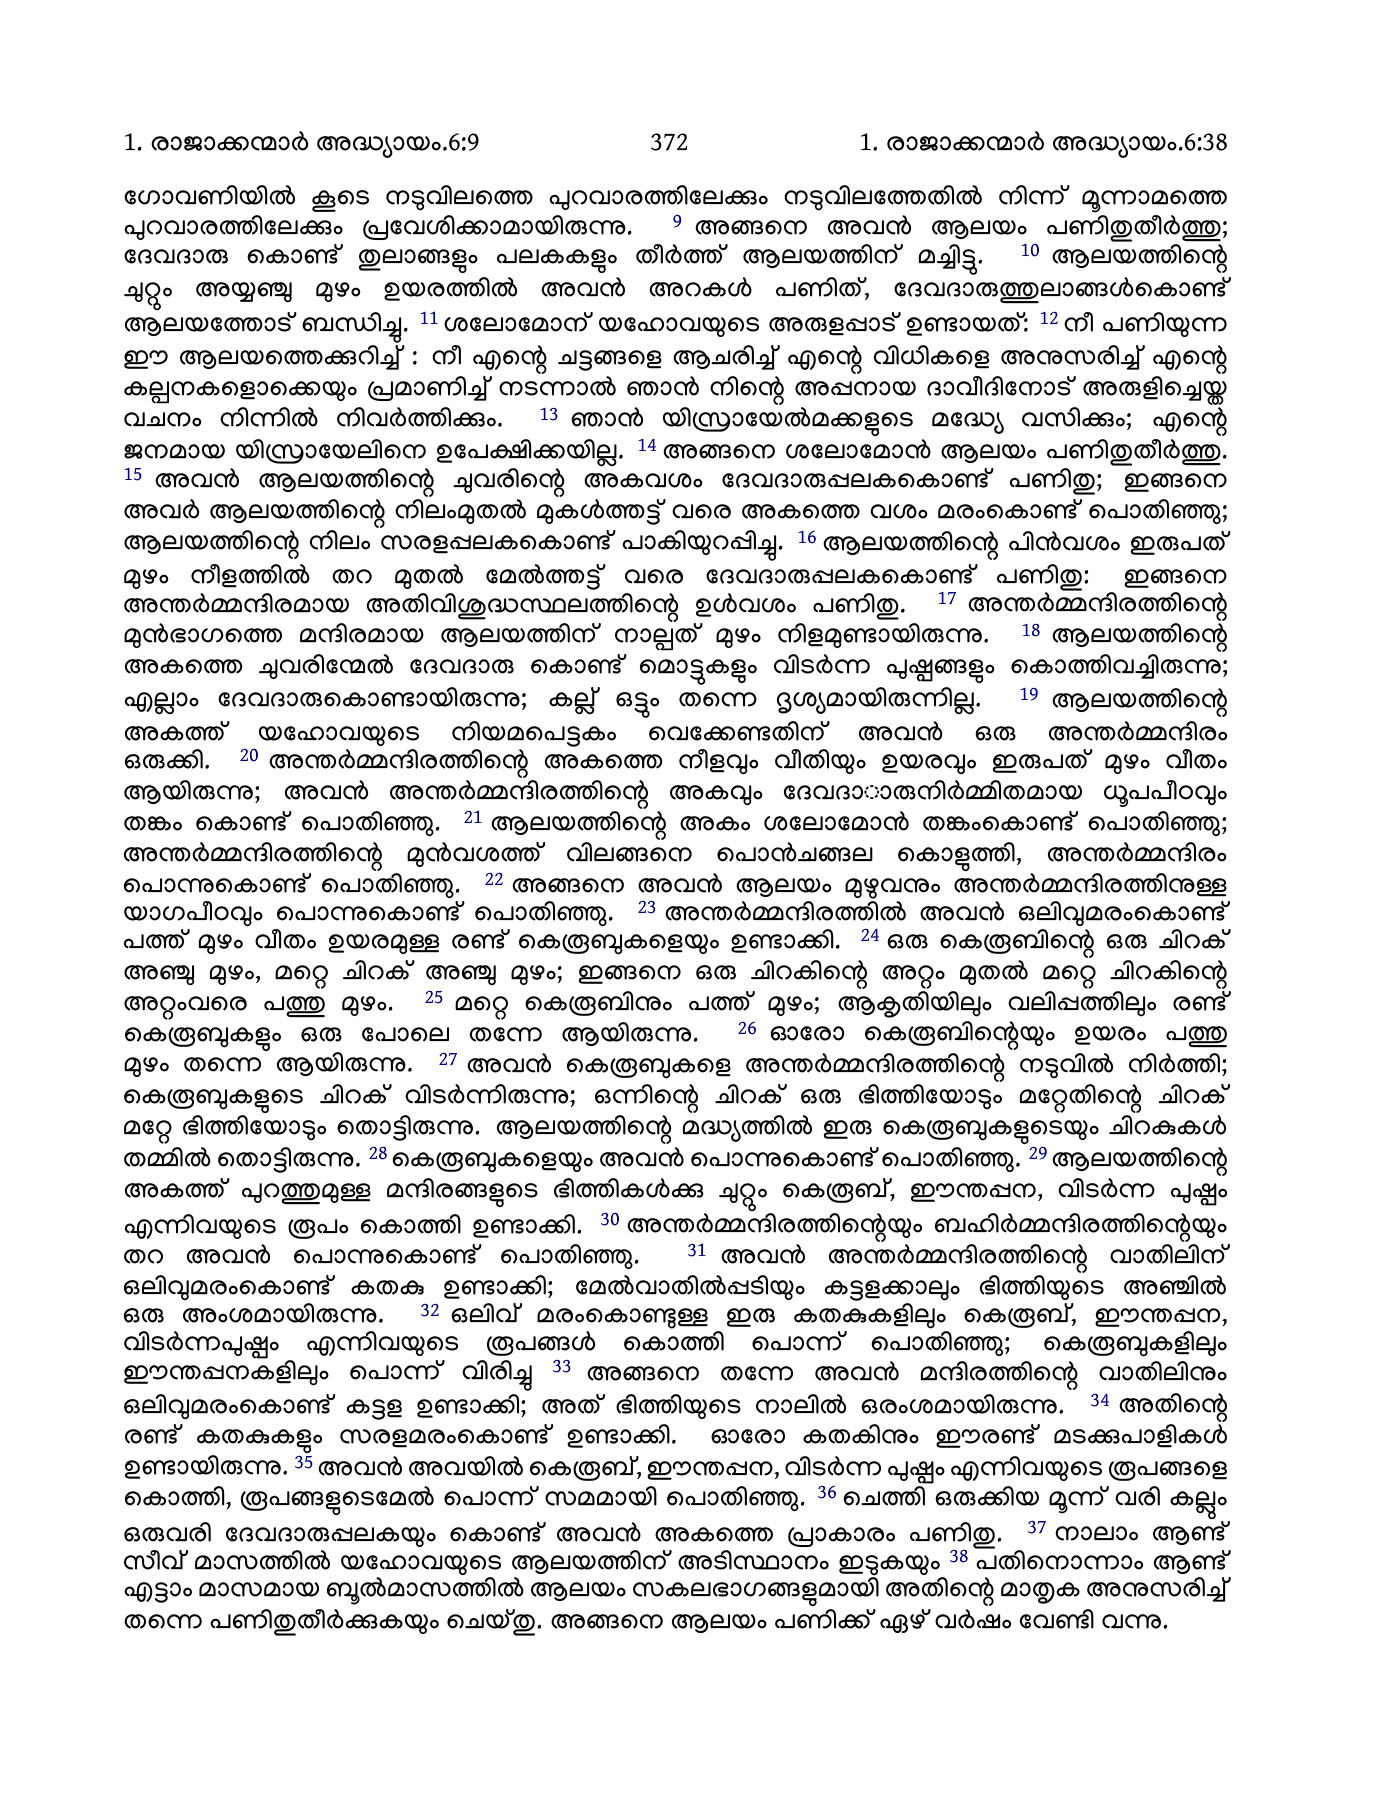 1. രാജാക്കന്മാർ അദ്ധ്യായം.6:9 372 1. രാജാക്കന്മാർ അദ്ധ്യായം.6:38
ഗോവണിയിൽ കൂടെ നടുവിലത്തെ പുറവാരത്തിലേക്കും നടുവിലത്തേതിൽ നിന്ന് മൂന്നാമത്തെ
പുറവാരത്തിലേക്കും പ്രവേശിക്കാമായിരുന്നു. 9 അങ്ങനെ അവൻ ആലയം പണിതുതീർത്തു;
ദേവദാരു കൊണ്ട് തുലാങ്ങളും പലകകളും തീർത്ത് ആലയത്തിന് മച്ചിട്ടു. 10 ആലയത്തിന്റെ
ചുറ്റും അയ്യഞ്ചു മുഴം ഉയരത്തിൽ അവൻ അറകൾ പണിത്, ദേവദാരുത്തുലാങ്ങൾകൊണ്ട്
ആലയത്തോട് ബന്ധിച്ചു. 11 ശലോമോന് യഹോവയുടെ അരുളപ്പാട് ഉണ്ടായത്: 12 നീ പണിയുന്ന
ഈ ആലയത്തെക്കുറിച്ച് : നീ എന്റെ ചട്ടങ്ങളെ ആചരിച്ച് എന്റെ വിധികളെ അനുസരിച്ച് എന്റെ
കല്പനകളൊക്കെയും പ്രമാണിച്ച് നടന്നാൽ ഞാൻ നിന്റെ അപ്പനായ ദാവീദിനോട് അരുളിച്ചെയ്ത
വചനം നിന്നിൽ നിവർത്തിക്കും. 13 ഞാൻ യിസ്രായേൽമക്കളുടെ മദ്ധ്യേ വസിക്കും; എന്റെ
ജനമായ യിസ്രായേലിനെ ഉപേക്ഷിക്കയില്ല. 14 അങ്ങനെ ശലോമോൻ ആലയം പണിതുതീർത്തു.
15 അവൻ ആലയത്തിന്റെ ചുവരിന്റെ അകവശം ദേവദാരുപ്പലകകൊണ്ട് പണിതു; ഇങ്ങനെ
അവർ ആലയത്തിന്റെ നിലംമുതൽ മുകൾത്തട്ട് വരെ അകത്തെ വശം മരംകൊണ്ട് പൊതിഞ്ഞു;
ആലയത്തിന്റെ നിലം സരളപ്പലകകൊണ്ട് പാകിയുറപ്പിച്ചു. 16 ആലയത്തിന്റെ പിൻവശം ഇരുപത്
മുഴം നീളത്തിൽ തറ മുതൽ മേൽത്തട്ട് വരെ ദേവദാരുപ്പലകകൊണ്ട് പണിതു: ഇങ്ങനെ
അന്തർമ്മന്ദിരമായ അതിവിശുദ്ധസ്ഥലത്തിന്റെ ഉൾവശം പണിതു. 17 അന്തർമ്മന്ദിരത്തിന്റെ
മുൻഭാഗത്തെ മന്ദിരമായ ആലയത്തിന് നാല്പത് മുഴം നിളമുണ്ടായിരുന്നു. 18 ആലയത്തിന്റെ
അകത്തെ ചുവരിന്മേൽ ദേവദാരു കൊണ്ട് മൊട്ടുകളും വിടർന്ന പുഷ്പങ്ങളും കൊത്തിവച്ചിരുന്നു;
എല്ലാം ദേവദാരുകൊണ്ടായിരുന്നു; കല്ല് ഒട്ടും തന്നെ ദൃശ്യമായിരുന്നില്ല. 19 ആലയത്തിന്റെ
അകത്ത് യഹോവയുടെ നിയമപെട്ടകം വെക്കേണ്ടതിന് അവൻ ഒരു അന്തർമ്മന്ദിരം
ഒരുക്കി. 20 അന്തർമ്മന്ദിരത്തിന്റെ അകത്തെ നീളവും വീതിയും ഉയരവും ഇരുപത് മുഴം വീതം
ആയിരുന്നു; അവൻ അന്തർമ്മന്ദിരത്തിന്റെ അകവും ദേവദാാരുനിർമ്മിതമായ ധൂപപീഠവും
തങ്കം കൊണ്ട് പൊതിഞ്ഞു. 21 ആലയത്തിന്റെ അകം ശലോമോൻ തങ്കംകൊണ്ട് പൊതിഞ്ഞു;
അന്തർമ്മന്ദിരത്തിന്റെ മുൻവശത്ത് വിലങ്ങനെ പൊൻചങ്ങല കൊളുത്തി, അന്തർമ്മന്ദിരം
പൊന്നുകൊണ്ട് പൊതിഞ്ഞു. 22 അങ്ങനെ അവൻ ആലയം മുഴുവനും അന്തർമ്മന്ദിരത്തിനുള്ള
യാഗപീഠവും പൊന്നുകൊണ്ട് പൊതിഞ്ഞു. 23 അന്തർമ്മന്ദിരത്തിൽ അവൻ ഒലിവുമരംകൊണ്ട്
പത്ത് മുഴം വീതം ഉയരമുള്ള രണ്ട് കെരൂബുകളെയും ഉണ്ടാക്കി. 24 ഒരു കെരൂബിന്റെ ഒരു ചിറക്
അഞ്ചു മുഴം, മറ്റെ ചിറക് അഞ്ചു മുഴം; ഇങ്ങനെ ഒരു ചിറകിന്റെ അറ്റം മുതൽ മറ്റെ ചിറകിന്റെ
അറ്റംവരെ പത്തു മുഴം. 25 മറ്റെ കെരൂബിനും പത്ത് മുഴം; ആകൃതിയിലും വലിപ്പത്തിലും രണ്ട്
കെരൂബുകളും ഒരു പോലെ തന്നേ ആയിരുന്നു. 26 ഓരോ കെരൂബിന്റെയും ഉയരം പത്തു
മുഴം തന്നെ ആയിരുന്നു. 27 അവൻ കെരൂബുകളെ അന്തർമ്മന്ദിരത്തിന്റെ നടുവിൽ നിർത്തി;
കെരൂബുകളുടെ ചിറക് വിടർന്നിരുന്നു; ഒന്നിന്റെ ചിറക് ഒരു ഭിത്തിയോടും മറ്റേതിന്റെ ചിറക്
മറ്റേ ഭിത്തിയോടും തൊട്ടിരുന്നു. ആലയത്തിന്റെ മദ്ധ്യത്തിൽ ഇരു കെരൂബുകളുടെയും ചിറകുകൾ
തമ്മിൽ തൊട്ടിരുന്നു. 28 കെരൂബുകളെയും അവൻ പൊന്നുകൊണ്ട് പൊതിഞ്ഞു. 29 ആലയത്തിന്റെ
അകത്ത് പുറത്തുമുള്ള മന്ദിരങ്ങളുടെ ഭിത്തികൾക്കു ചുറ്റും കെരൂബ്, ഈന്തപ്പന, വിടർന്ന പുഷ്പം
എന്നിവയുടെ രൂപം കൊത്തി ഉണ്ടാക്കി. 30 അന്തർമ്മന്ദിരത്തിന്റെയും ബഹിർമ്മന്ദിരത്തിന്റെയും
തറ അവൻ പൊന്നുകൊണ്ട് പൊതിഞ്ഞു. 31 അവൻ അന്തർമ്മന്ദിരത്തിന്റെ വാതിലിന്
ഒലിവുമരംകൊണ്ട് കതകു ഉണ്ടാക്കി; മേൽവാതിൽപ്പടിയും കട്ടളക്കാലും ഭിത്തിയുടെ അഞ്ചിൽ
ഒരു അംശമായിരുന്നു. 32 ഒലിവ് മരംകൊണ്ടുള്ള ഇരു കതകുകളിലും കെരൂബ്, ഈന്തപ്പന,
വിടർന്നപുഷ്പം എന്നിവയുടെ രൂപങ്ങൾ കൊത്തി പൊന്ന് പൊതിഞ്ഞു; കെരൂബുകളിലും
ഈന്തപ്പനകളിലും പൊന്ന് വിരിച്ചു 33 അങ്ങനെ തന്നേ അവൻ മന്ദിരത്തിന്റെ വാതിലിനും
ഒലിവുമരംകൊണ്ട് കട്ടള ഉണ്ടാക്കി; അത് ഭിത്തിയുടെ നാലിൽ ഒരംശമായിരുന്നു. 34 അതിന്റെ
രണ്ട് കതകുകളും സരളമരംകൊണ്ട് ഉണ്ടാക്കി. ഓരോ കതകിനും ഈരണ്ട് മടക്കുപാളികൾ
ഉണ്ടായിരുന്നു. 35 അവൻ അവയിൽ കെരൂബ്, ഈന്തപ്പന, വിടർന്ന പുഷ്പം എന്നിവയുടെ രൂപങ്ങളെ
കൊത്തി, രൂപങ്ങളുടെമേൽ പൊന്ന് സമമായി പൊതിഞ്ഞു. 36 ചെത്തി ഒരുക്കിയ മൂന്ന് വരി കല്ലും
ഒരുവരി ദേവദാരുപ്പലകയും കൊണ്ട് അവൻ അകത്തെ പ്രാകാരം പണിതു. 37 നാലാം ആണ്ട്
സീവ് മാസത്തിൽ യഹോവയുടെ ആലയത്തിന് അടിസ്ഥാനം ഇടുകയും 38 പതിനൊന്നാം ആണ്ട്
എട്ടാം മാസമായ ബൂൽമാസത്തിൽ ആലയം സകലഭാഗങ്ങളുമായി അതിന്റെ മാതൃക അനുസരിച്ച്
തന്നെ പണിതുതീർക്കുകയും ചെയ്തു. അങ്ങനെ ആലയം പണിക്ക് ഏഴ് വർഷം വേണ്ടി വന്നു.